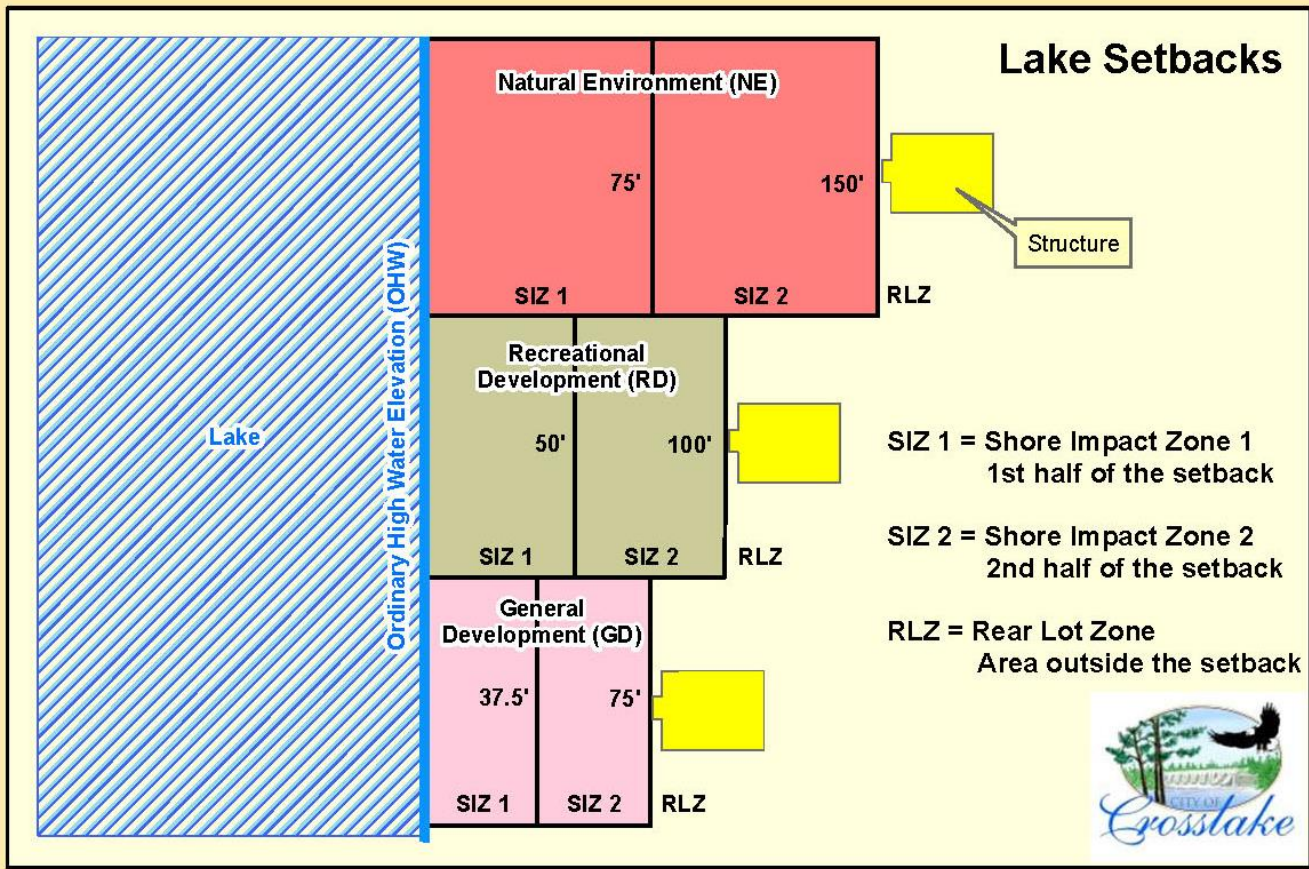 Lake Setbacks
Natural Environment (NE)
75'
150'
Structure
SIZ 1
SIZ 2
RLZ
Ordinary High Water Elevation (OHW)
Lake
Recreational
Development (RD)
50'
100'
SIZ 1
SIZ 2
RLZ
General
Development (GD)
37.5'
75'
SIZ 1
SIZ 2
RLZ
SIZ 1 = Shore Impact Zone 1
1st half of the setback
SIZ 2 = Shore Impact Zone 2
2nd half of the setback
RLZ = Rear Lot Zone
Area outside the setback
CITY OF
Crosslake